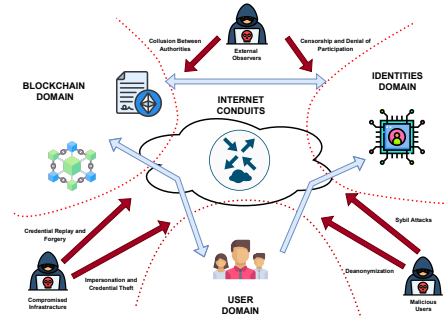 Collusion Between
Authorities
External
Observers
Censorship and Denial of
Participation
BLOCKCHAIN
DOMAIN
INTERNET
CONDUITS
IDENTITIES
DOMAIN
Credential Replay and
Forgery
Sybil Attacks
Compromised
Infrastracture
Impersonation and
Credential Theft
USER
DOMAIN
Deanonymization
Malicious
Users